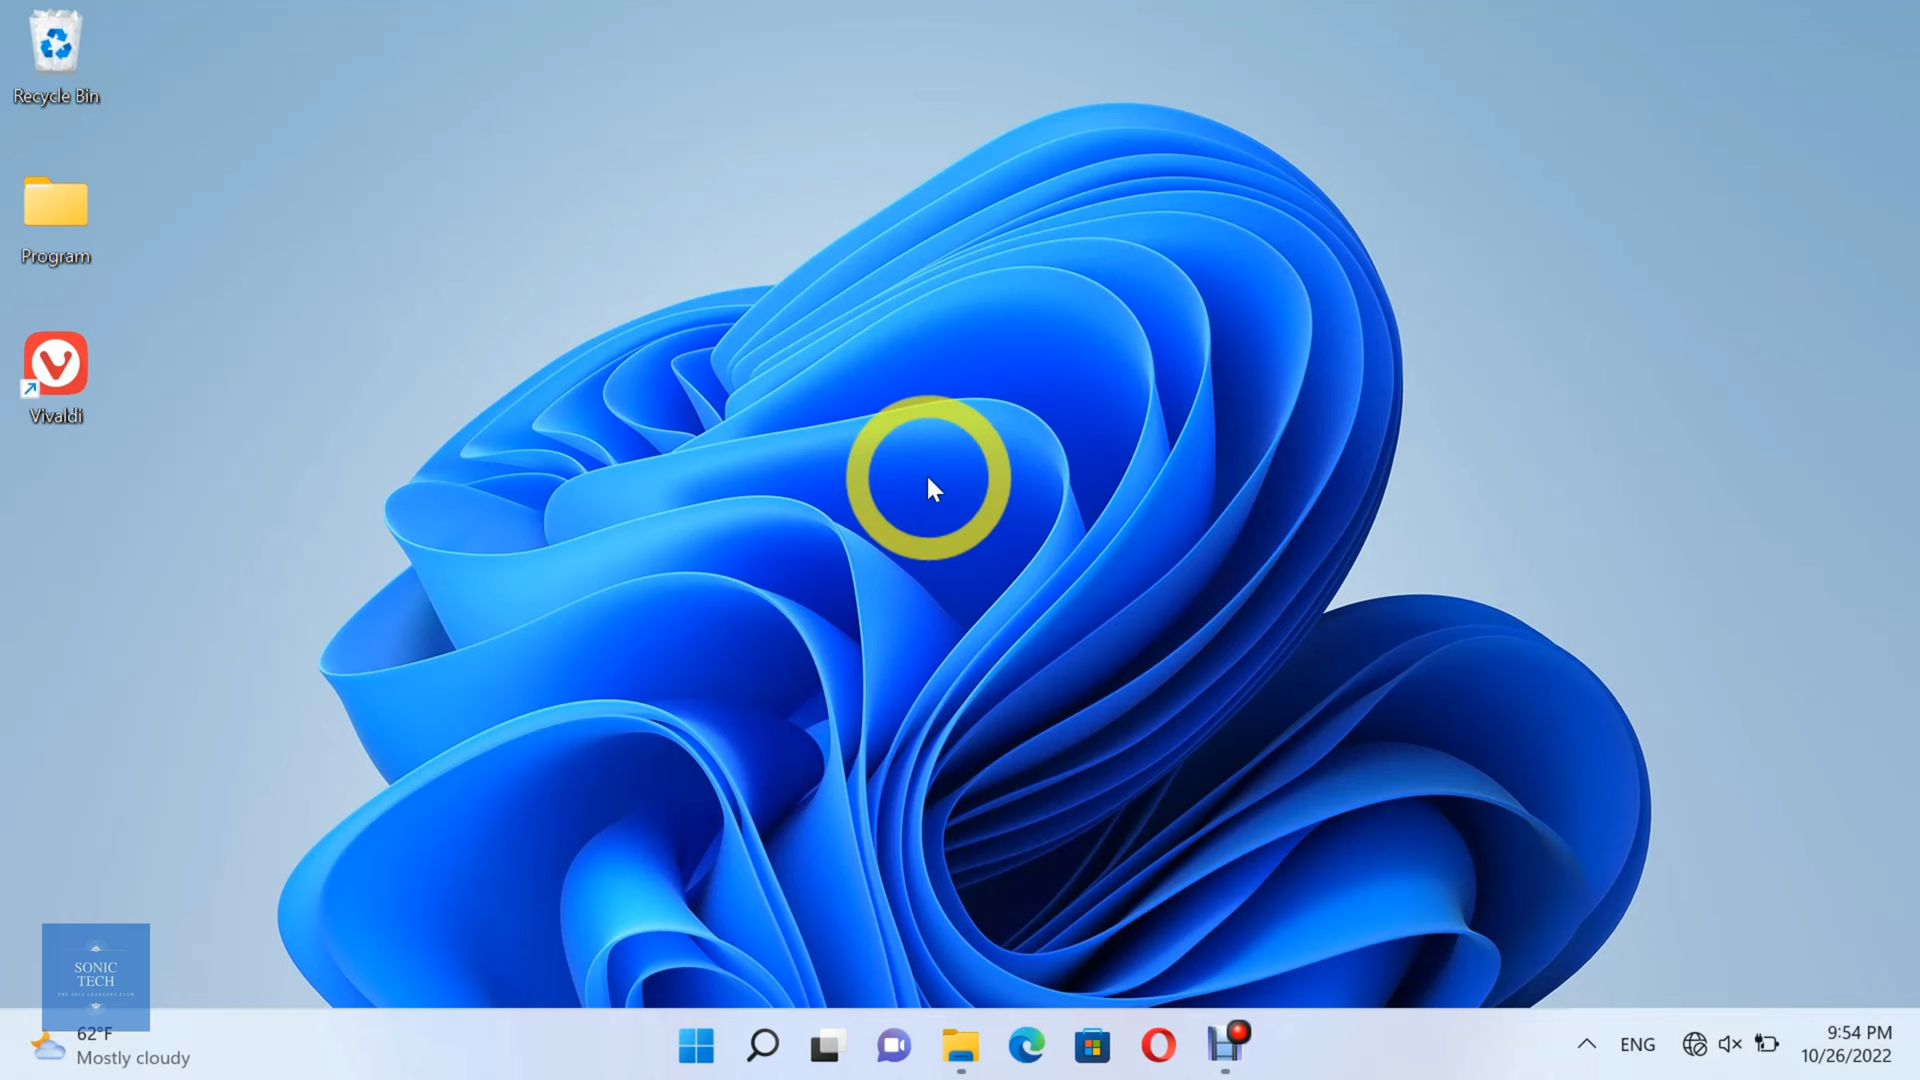 Recycle Bin
Program
Vivaldi
SONIC
TECH
62°F
Mostly cloudy
ENG
9:54 PM
10/26/2022